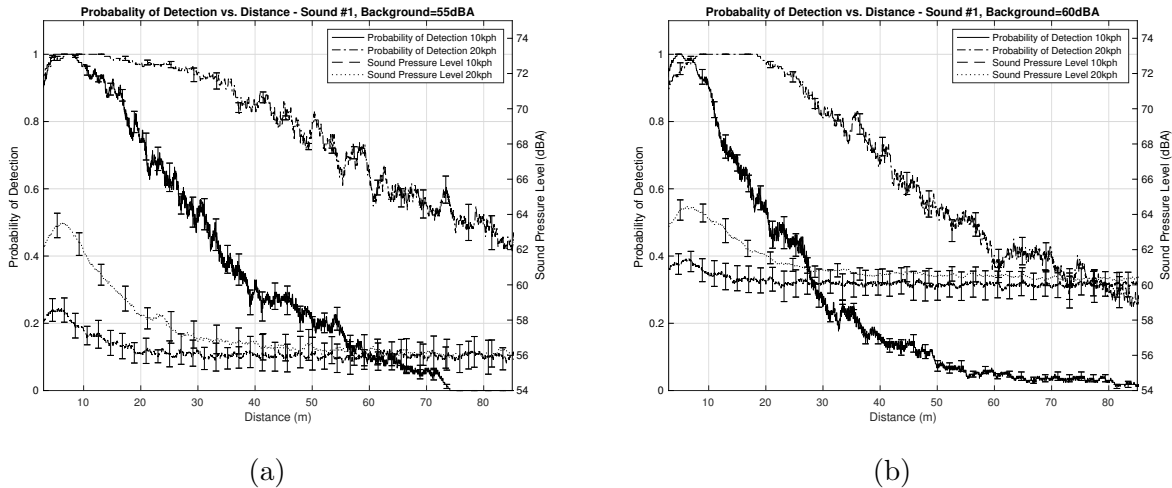 Probabality of Detection vs. Distance - Sound #1, Background=55dBA
Probability of Detection 10kph
Probability of Detection 20kph
Sound Pressure Level 10kph
Sound Pressure Level 20kph
1
0.8
0.6
0.4
0.2
0
Probability of Detection
74
72
70
68
66
64
62
60
58
56
54
Sound Pressure Level (dBA)
10 20 30 40 50 60 70 80
Distance (m)
(a)
Probabality of Detection vs. Distance - Sound #1, Background=60dBA
Probability of Detection 10kph
Probability of Detection 20kph
Sound Pressure Level 10kph
Sound Pressure Level 20kph
1
0.8
0.6
0.4
0.2
0
Probability of Detection
74
72
70
68
66
64
62
60
58
56
54
Sound Pressure Level (dBA)
10 20 30 40 50 60 70 80
Distance (m)
(b)